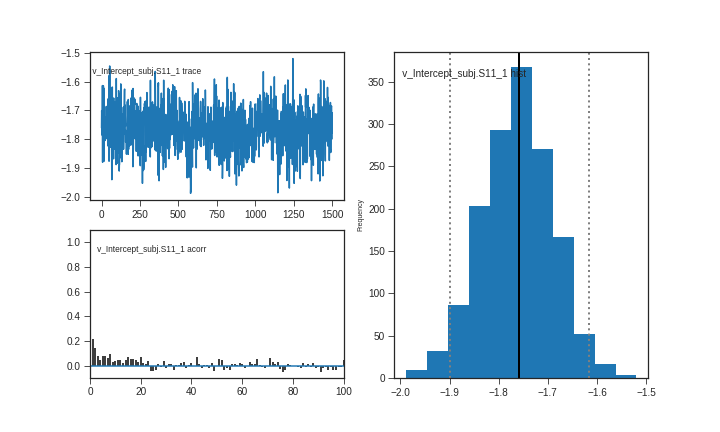 −1.5
−1.6
−1.7
−1.8
−1.9
−2.0
v_Intercept_subj.S11_1 trace
0 250 500 750 1000 1250 1500
1.0
0.8
0.6
0.4
0.2
0.0
v_Intercept_subj.S11_1 acorr
0 20 40 60 80 100
350
300
250
200
150
100
50
0
Frequency
v_Intercept_subj.S11_1 hist
−2.0 −1.9 −1.8 −1.7 −1.6 −1.5